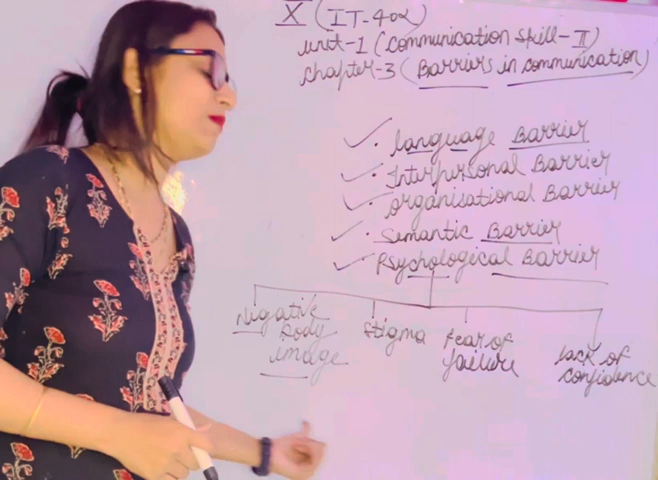 X (IT-402)
unit-1 (communication skill-II)
chapter-3 (Barriers in communication)
✓ • language Barrier
✓ • Interpersonal Barrier
✓ • organisational Barrier
✓ • Semantic Barrier
✓ • Psychological Barrier
Negative body image
Stigma
Fear of failure
lack of confidence